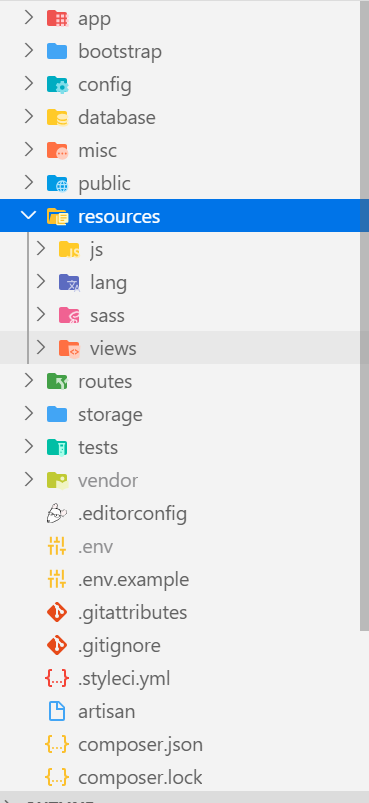 app
bootstrap
config
database
misc
public
resources
js
lang
sass
views
routes
storage
tests
vendor
.editorconfig
.env
.env.example
.gitattributes
.gitignore
.styleci.yml
artisan
composer.json
composer.lock